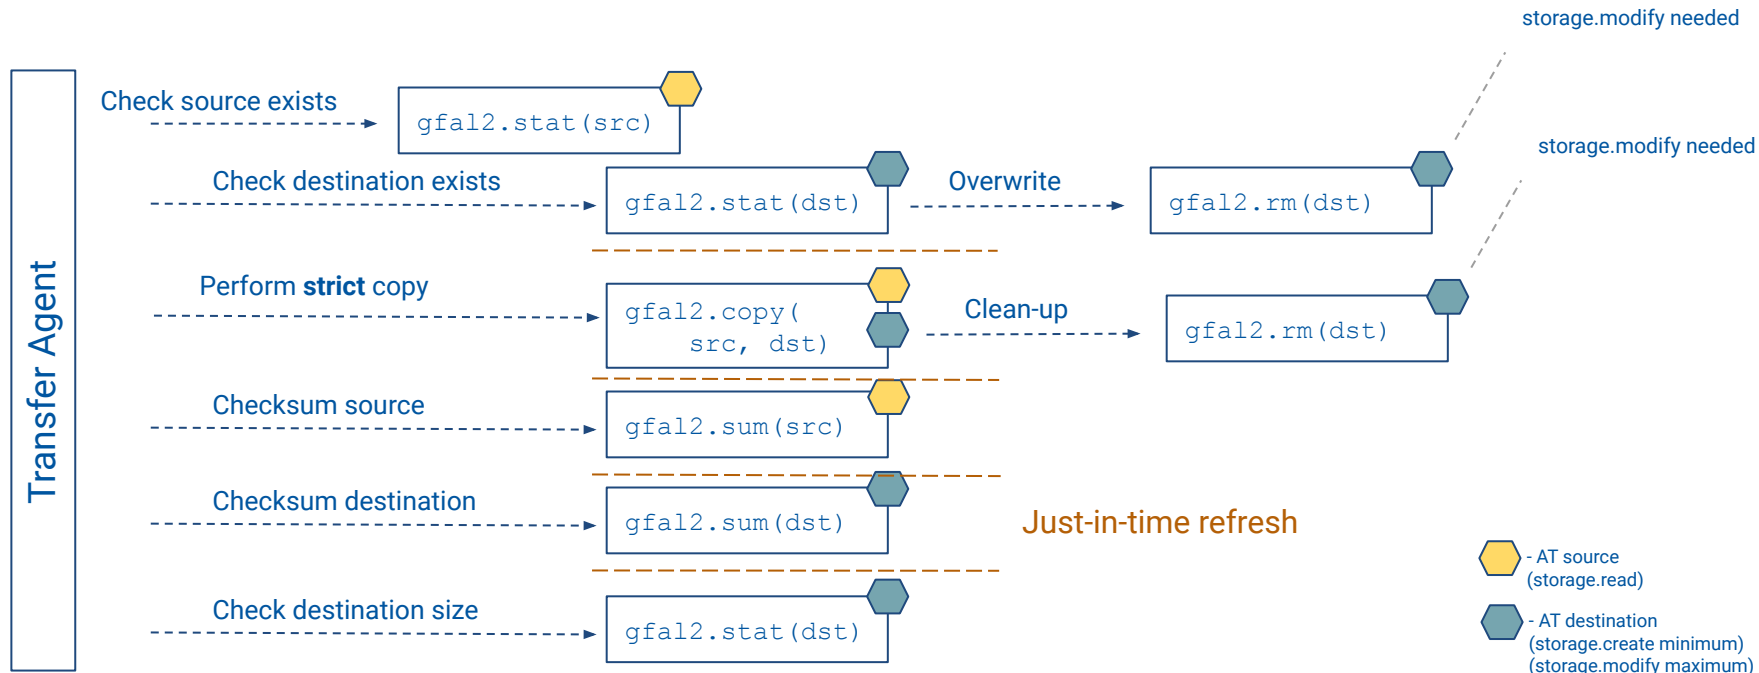 storage.modify needed
Check source exists
gfal2.stat(src)
storage.modify needed
Check destination exists
gfal2.stat(dst)
Overwrite
gfal2.rm(dst)
Transfer Agent
Perform strict copy
gfal2.copy(
src, dst)
Clean-up
gfal2.rm(dst)
Checksum source
gfal2.sum(src)
Checksum destination
gfal2.sum(dst)
Just-in-time refresh
Check destination size
gfal2.stat(dst)
- AT source
(storage.read)
- AT destination
(storage.create minimum)
(storage.modify maximum)